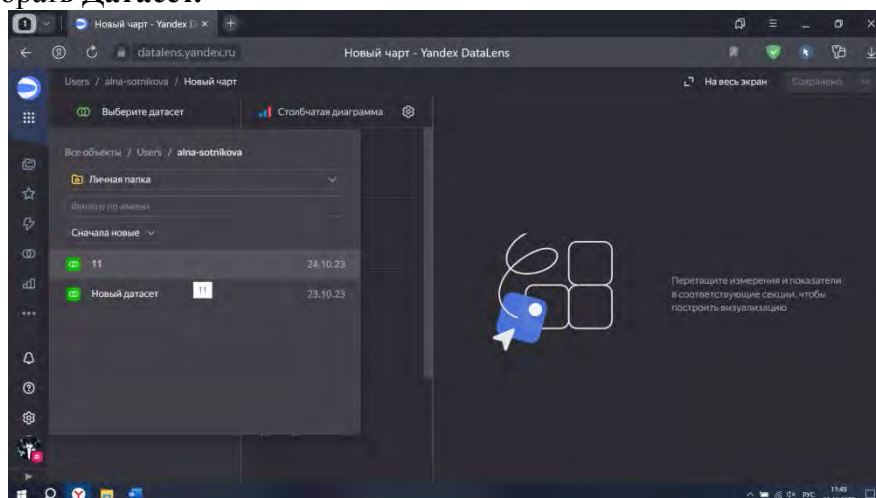 брать Датасет.
1
Новый чарт - Yandex D
datalens.yandex.ru
Новый чарт - Yandex DataLens
Users / alna-sotnikova / Новый чарт
На весь экран
Сохранено
Выберите датасет
Столбчатая диаграмма
Все объекты / Users / alna-sotnikova
Личная папка
Фильтр по имени
Сначала новые
11
24.10.23
Новый датасет
11
23.10.23
Перетащите измерения и показатели
в соответствующие секции, чтобы
построить визуализацию
РУС
11:45